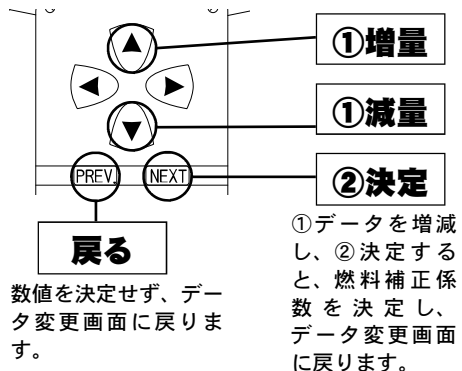 ①増量
①減量
PREV.
NEXT
②決定
戻る
数値を決定せず、デー
タ変更画面に戻りま
す。
①データを増減
し、②決定する
と、燃料補正係
数を決定し、
データ変更画面
に戻ります。